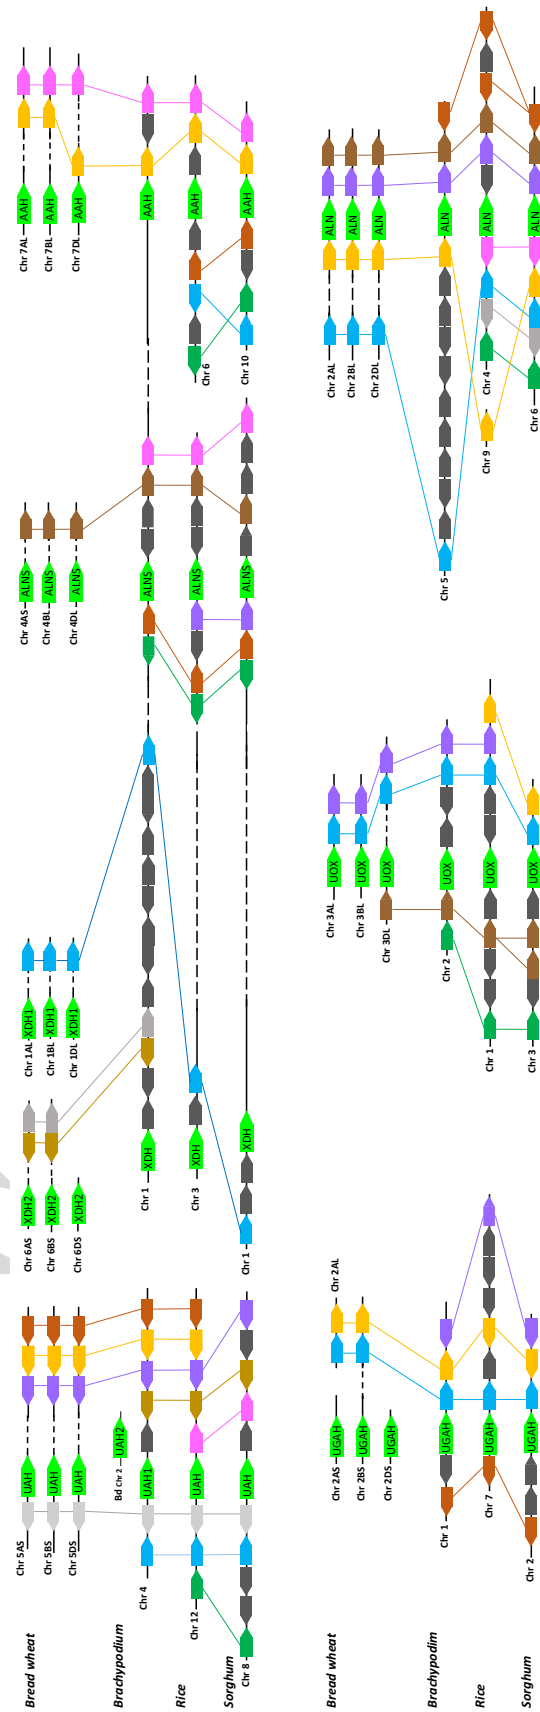 Chr 5AS UAH Chr 6AS XDH2 Chr 1AL XDH1 Chr 4AS ALNS Chr 7AL AAH
Bread wheat Chr 5BS UAH Chr 6BS XDH2 Chr 1BL XDH1 Chr 4BL ALNS Chr 7BL AAH
Chr 5DS UAH Chr 6DS XDH2 Chr 1DL XDH1 Chr 4DL ALNS Chr 7DL AAH
Bd Chr 2 UAH2
Brachypodium Chr 4 UAH1 Chr 1 XDH ALNS AAH
Rice Chr 12 UAH Chr 3 XDH ALNS Chr 6 AAH
Sorghum Chr 8 UAH Chr 1 XDH ALNS Chr 10 AAH
Chr 2AS UGAH Chr 2AL Chr 3AL UOX Chr 2AL ALN
Bread wheat Chr 2BS UGAH Chr 3BL UOX Chr 2BL ALN
Chr 2DS UGAH Chr 3DL UOX Chr 2DL ALN
Brachypodim Chr 1 UGAH Chr 2 UOX Chr 5 ALN
Rice Chr 7 UGAH Chr 1 UOX Chr 9 Chr 4 ALN
Sorghum Chr 2 UGAH Chr 3 UOX Chr 6 ALN